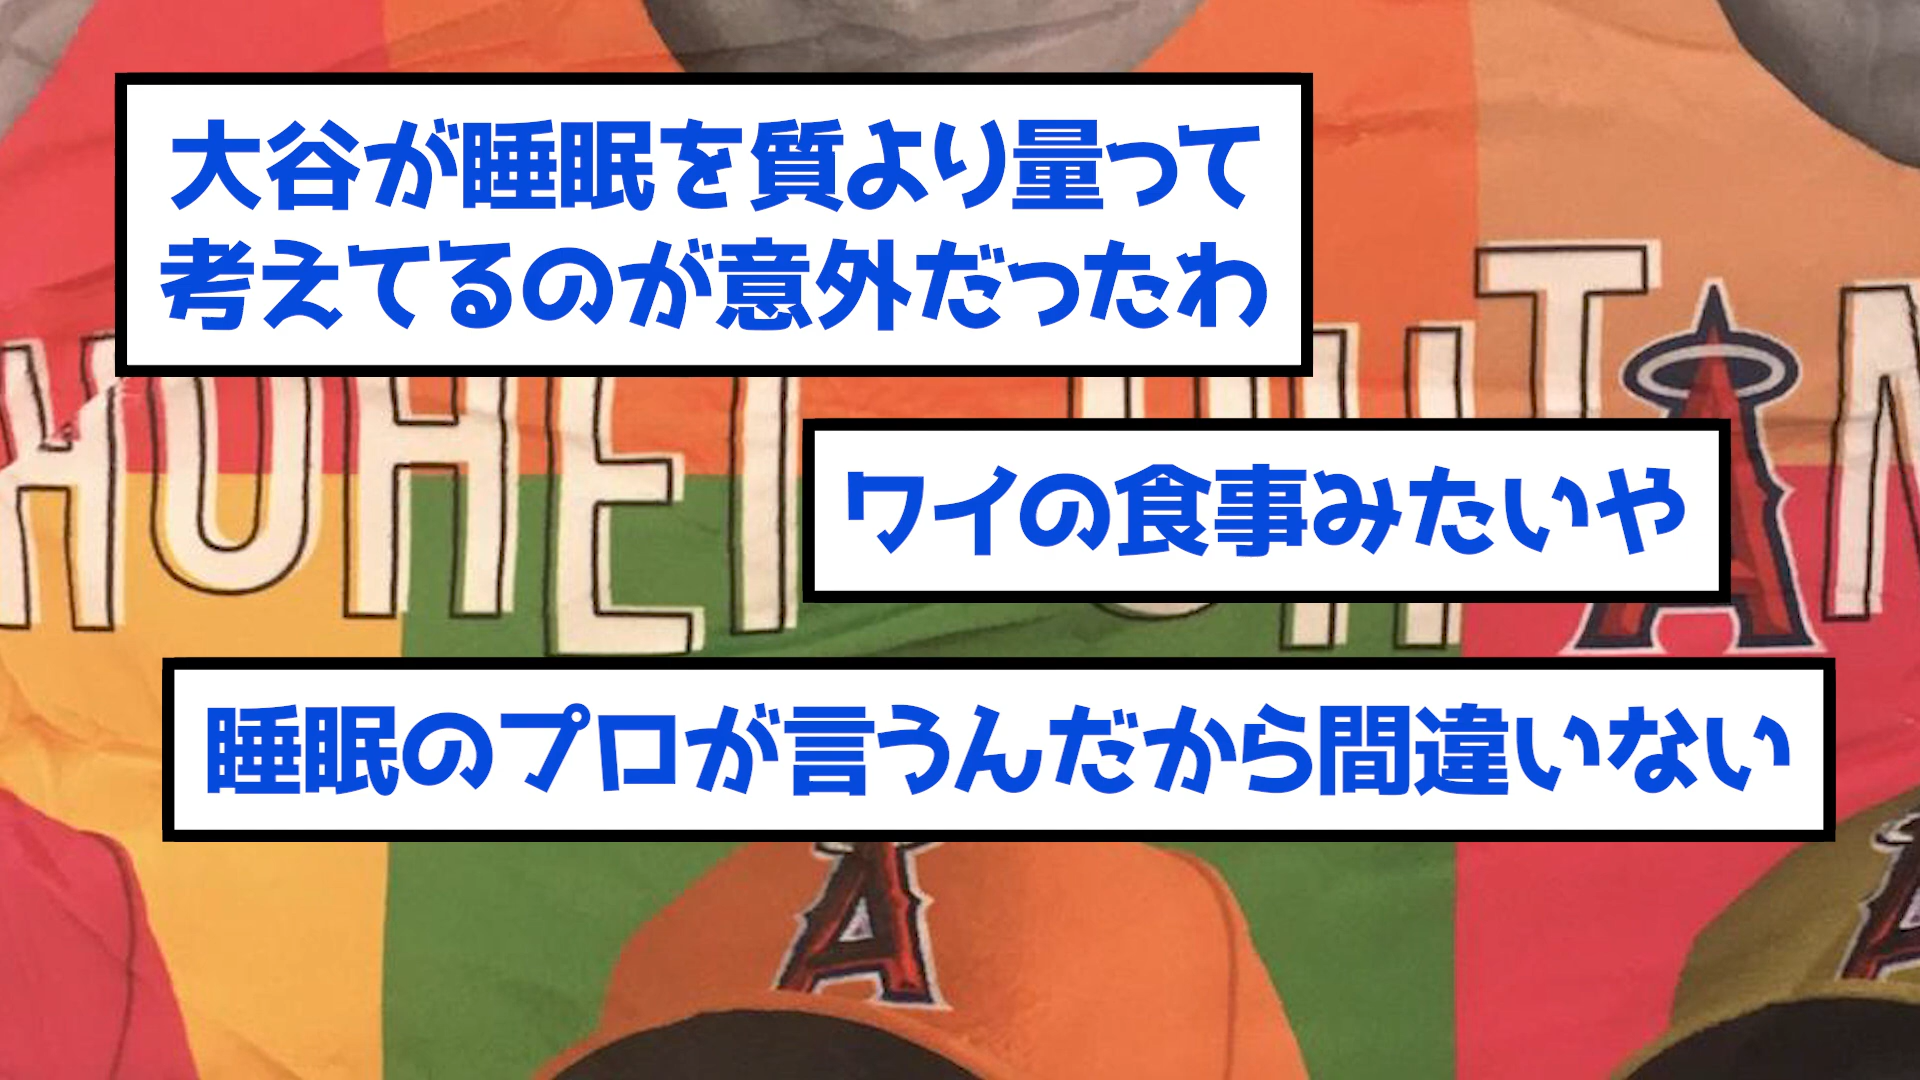 大谷が睡眠を質より量って
考えてるのが意外だったわ
HOHEI OHTAN
ワイの食事みたいや
睡眠のプロが言うんだから間違いない
A
A